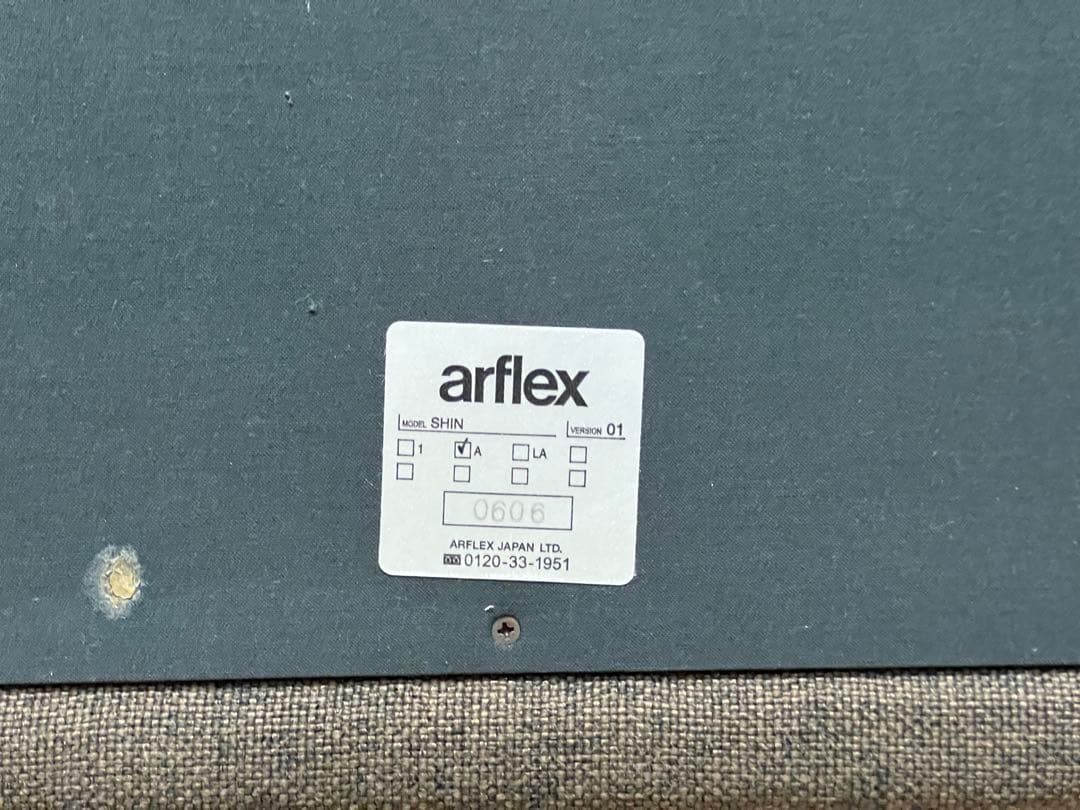 arflex
MODEL SHIN VERSION 01
1 A LA
0606
ARFLEX JAPAN LTD.
0120-33-1951